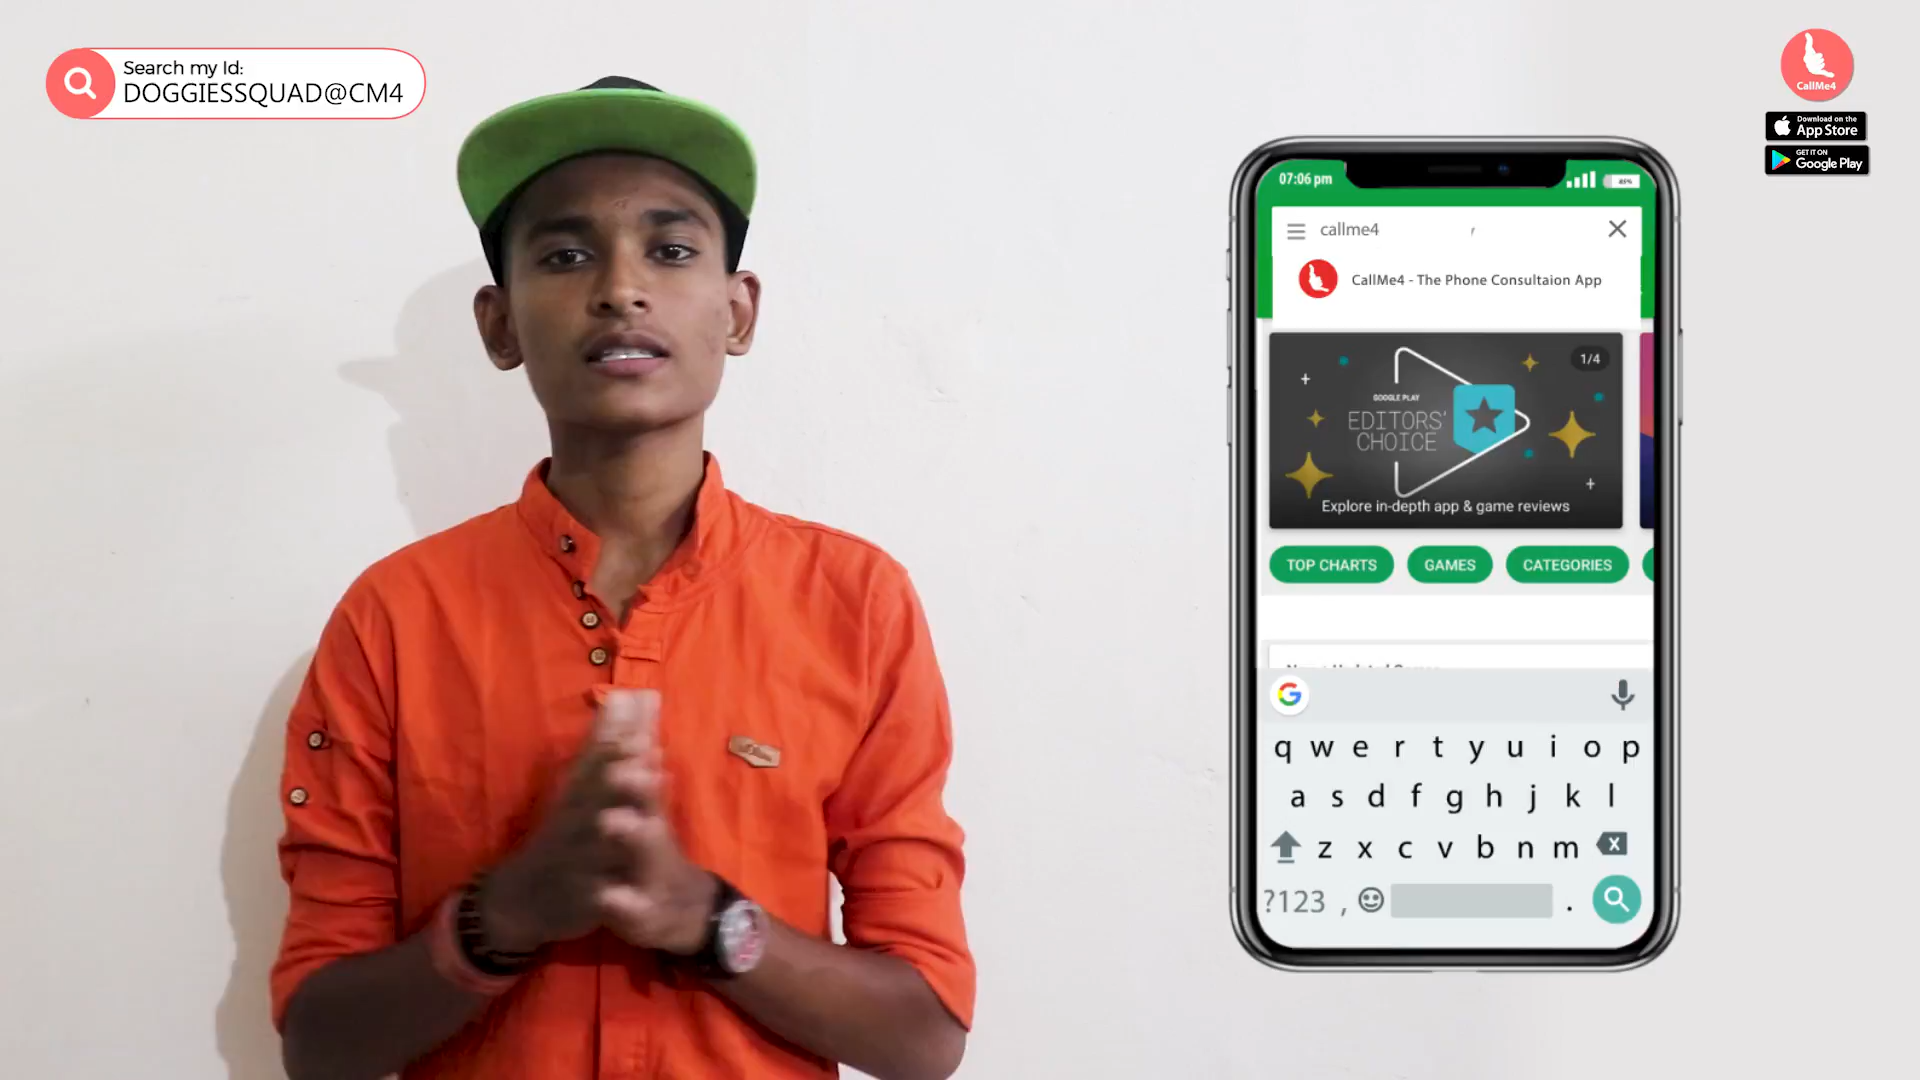 Search my Id:
DOGGIESSQUAD@CM4
CallMe4
Download on the
App Store
GET IT ON
Google Play
07:06 pm
callme4
CallMe4 - The Phone Consultaion App
1/4
GOOGLE PLAY
EDITORS'
CHOICE
Explore in-depth app & game reviews
TOP CHARTS
GAMES
CATEGORIES
q w e r t y u i o p
a s d f g h j k l
z x c v b n m
?123 , .